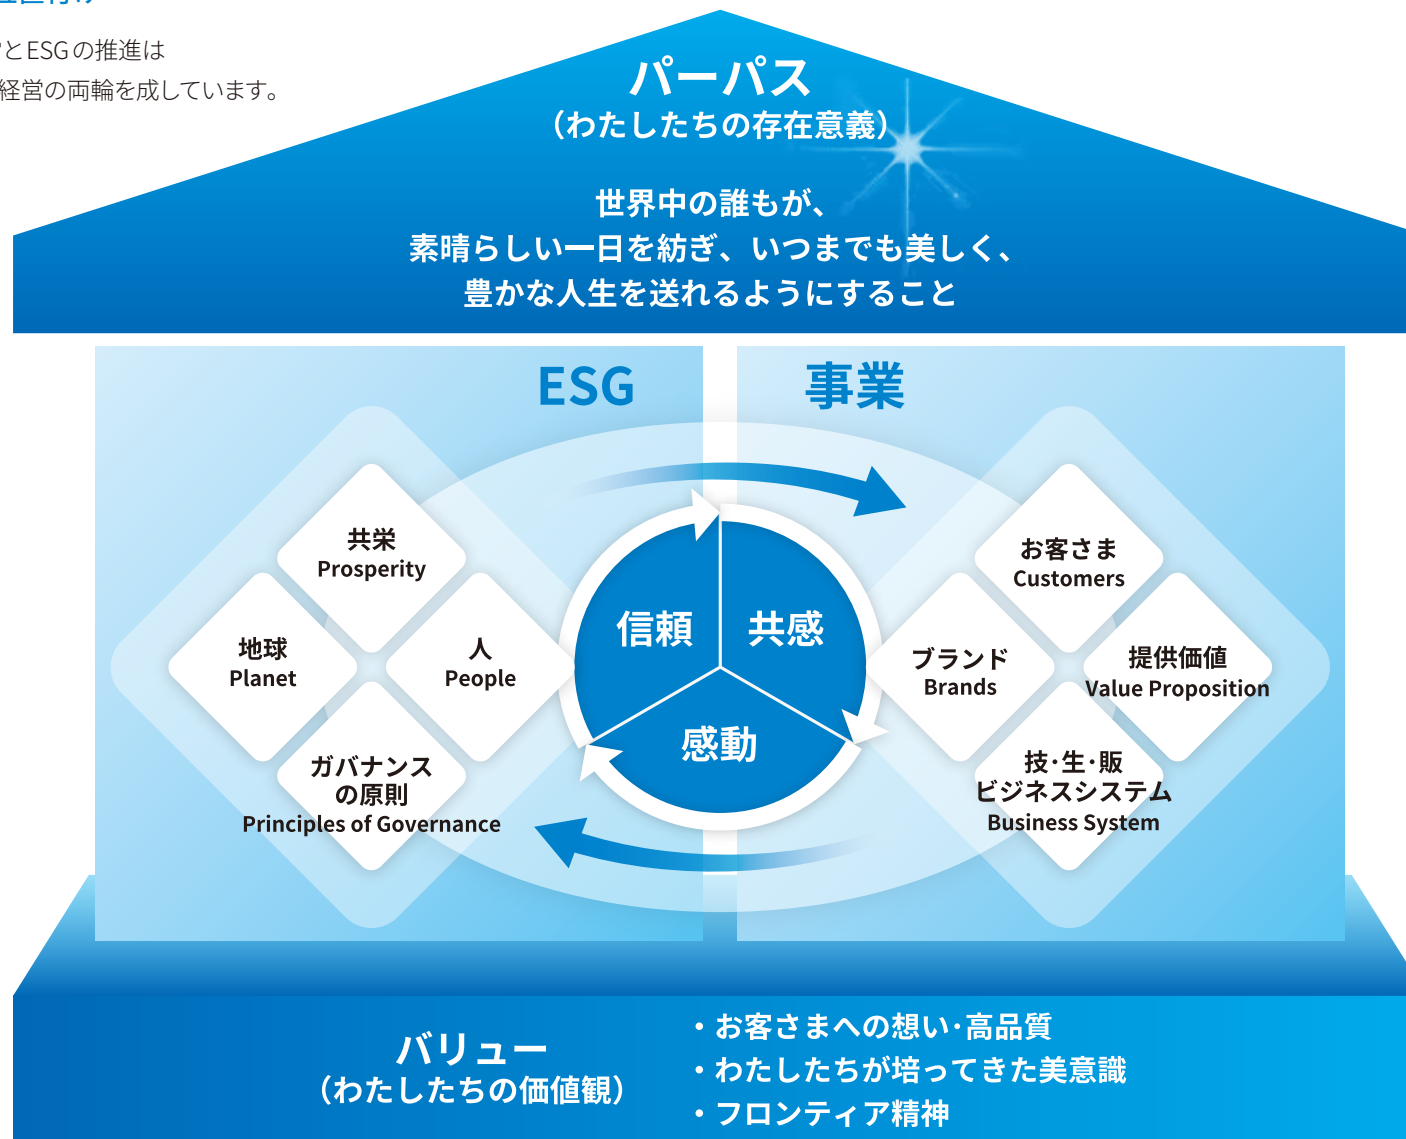 とESGの推進は
経営の両輪を成しています。
パーパス
（わたしたちの存在意義）
世界中の誰もが、
素晴らしい一日を紡ぎ、いつまでも美しく、
豊かな人生を送れるようにすること
ESG
事業
共栄
Prosperity
地球
Planet
人
People
ガバナンス
の原則
Principles of Governance
信頼
共感
感動
お客さま
Customers
ブランド
Brands
提供価値
Value Proposition
技・生・販
ビジネスシステム
Business System
バリュー
（わたしたちの価値観）
・お客さまへの想い・高品質
・わたしたちが培ってきた美意識
・フロンティア精神